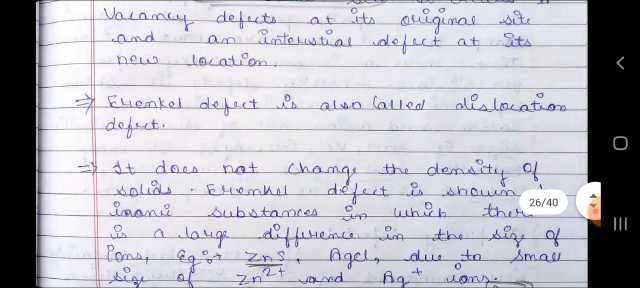 Vacancy defects at its original site
and an interstial defect at its
new location.
⇒ Frenkel defect is also called dislocation
defect.
⇒ It does not change the density of
solids. Frenkel defect is shown
substances in which ther
is a large difference in the size of
ions, Eg:→ ZnS, Agcl, due to small
size of Zn2+ and Ag+ ions.
26/40